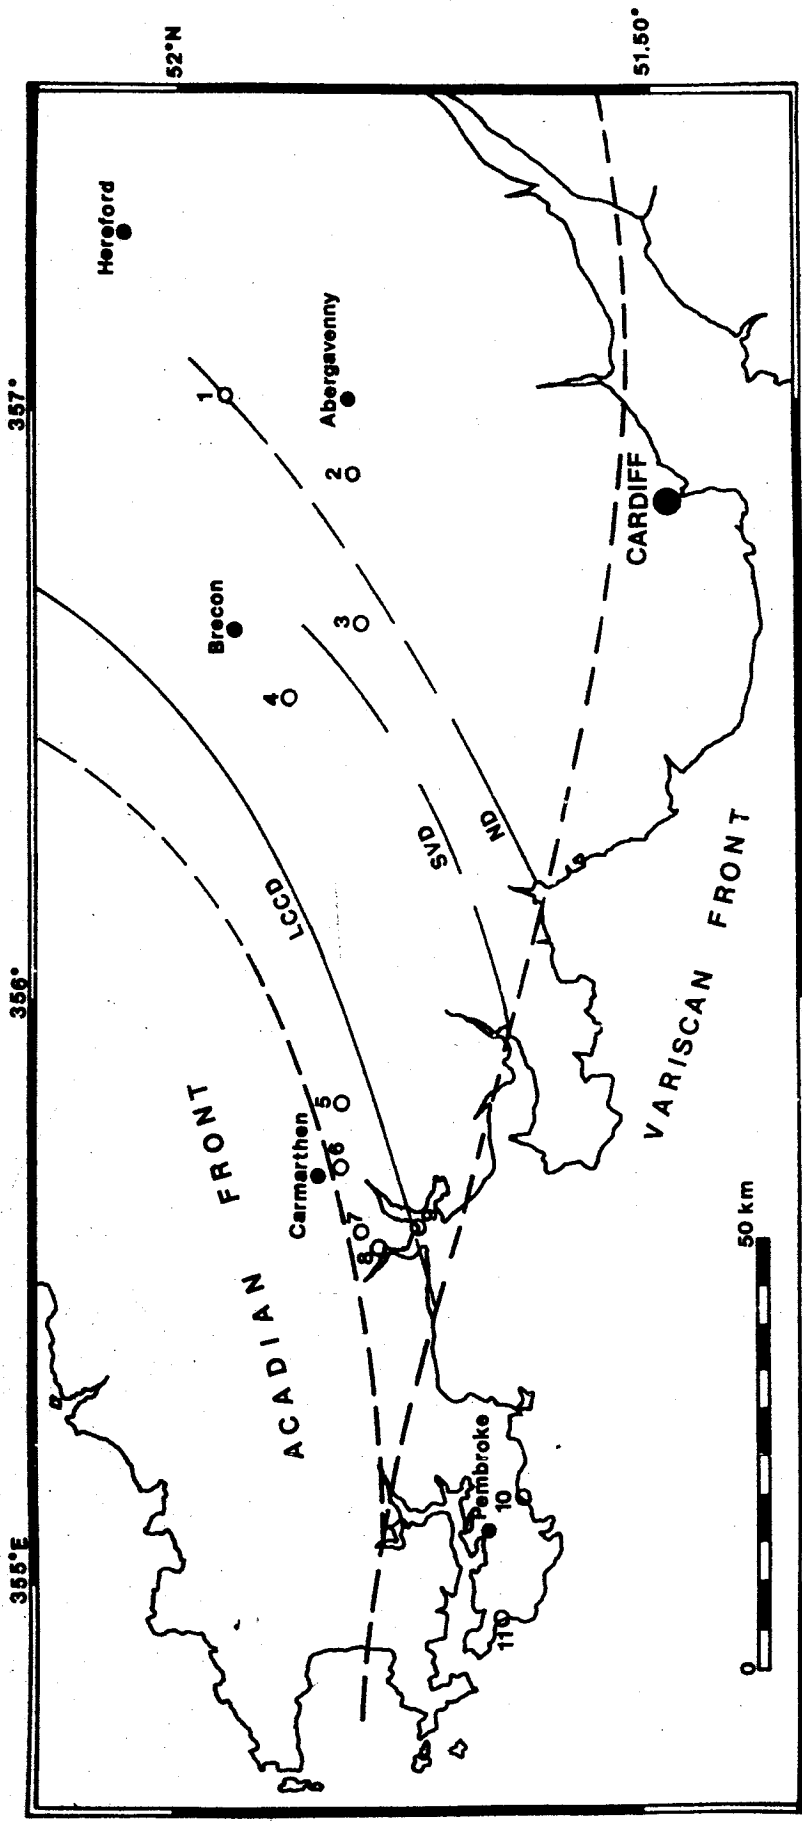 355°E
356°
357°
52°N
51.50°
Hereford
1
Abergavenny
2
Brecon
3
4
LCCD
SVD
ND
CARDIFF
ACADIAN FRONT
Carmarthen
5
6
7
8
9
VARISCAN FRONT
Pembroke
10
11
0
50 km